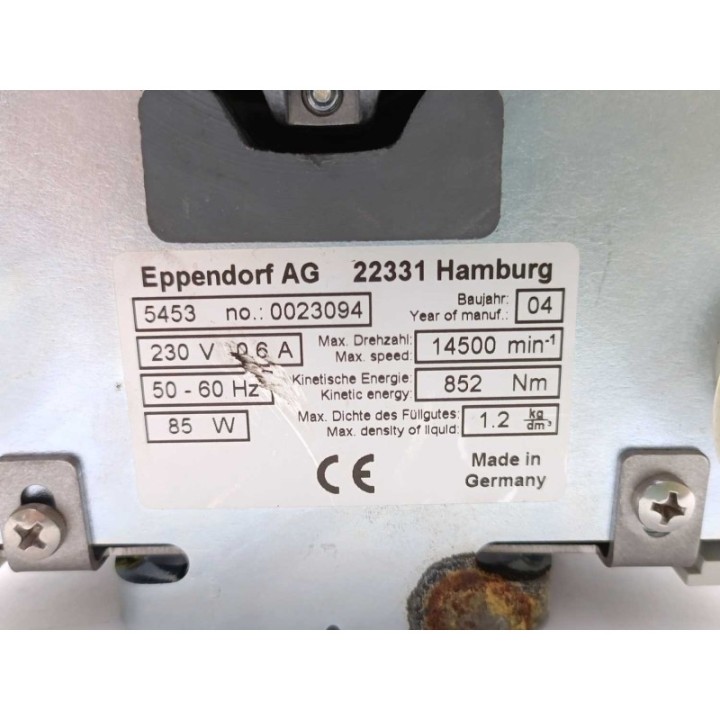 Eppendorf AG 22331 Hamburg
5453 no.: 0023094
Baujahr:
Year of manuf.: 04
230 V 0.6 A
Max. Drehzahl:
Max. speed: 14500 min⁻¹
50 - 60 Hz
Kinetische Energie:
Kinetic energy: 852 Nm
85 W
Max. Dichte des Füllgutes:
Max. density of liquid: 1.2 kg/dm³
CE
Made in
Germany